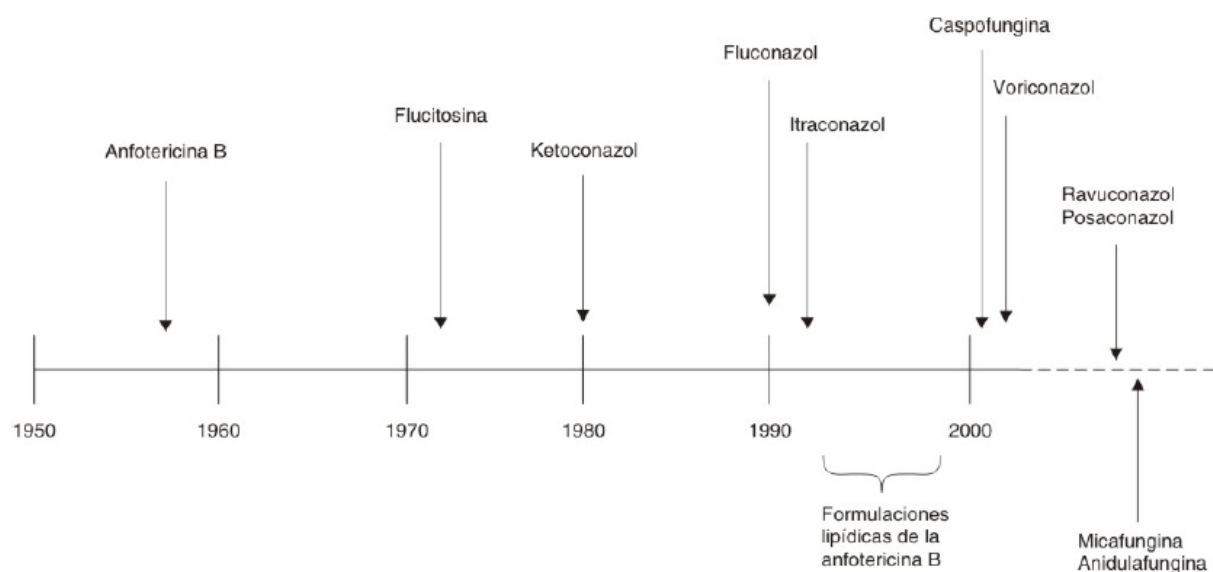 Caspofungina
Fluconazol
Voriconazol
Flucitosina
Itraconazol
Anfotericina B
Ketoconazol
Ravuconazol
Posaconazol
1950
1960
1970
1980
1990
2000
Formulaciones
lipídicas de la
anfotericina B
Micafungina
Anidulafungina